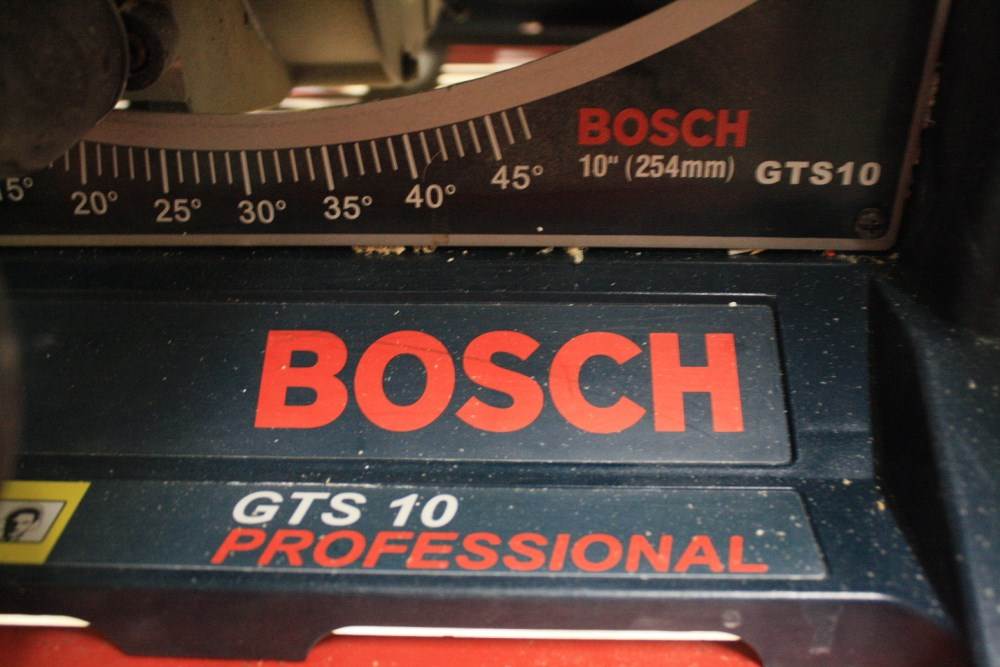 BOSCH
10" (254mm) GTS10
15° 20° 25° 30° 35° 40° 45°
BOSCH
GTS 10
PROFESSIONAL